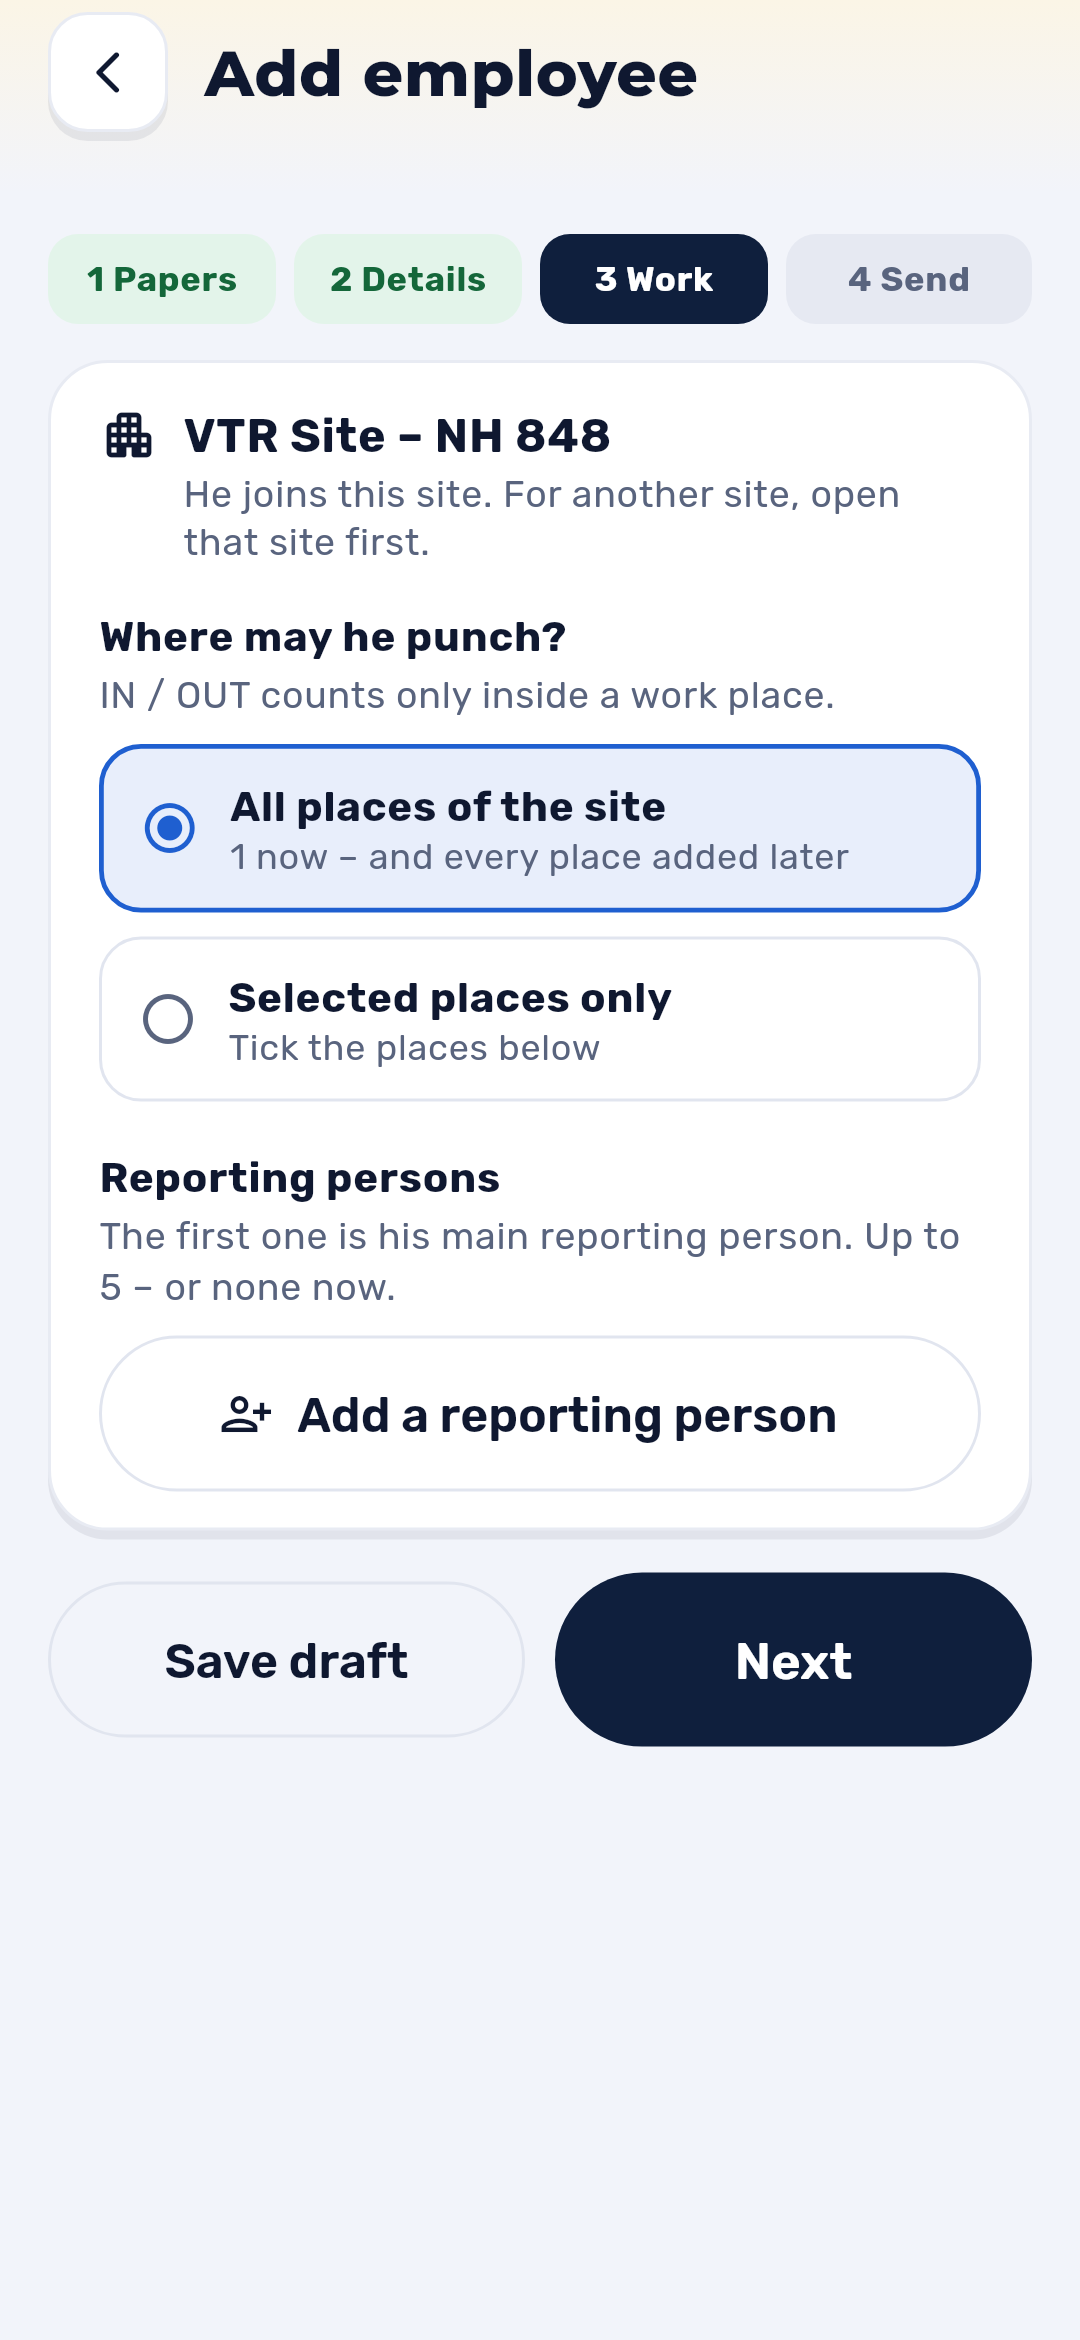 Add employee
1 Papers
2 Details
3 Work
4 Send
VTR Site – NH 848
He joins this site. For another site, open
that site first.
Where may he punch?
IN / OUT counts only inside a work place.
All places of the site
1 now – and every place added later
Selected places only
Tick the places below
Reporting persons
The first one is his main reporting person. Up to
5 – or none now.
Add a reporting person
Save draft
Next